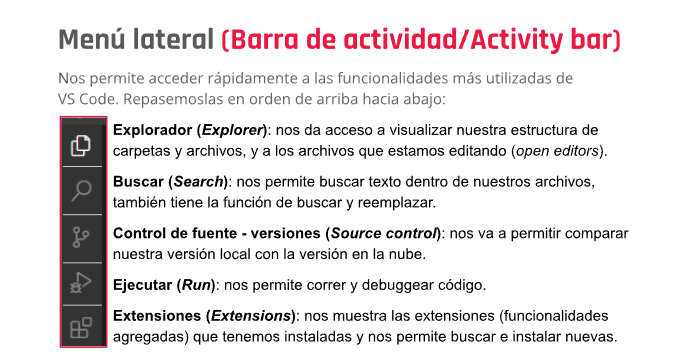 Menú lateral (Barra de actividad/Activity bar)
Nos permite acceder rápidamente a las funcionalidades más utilizadas de
VS Code. Repasemoslas en orden de arriba hacia abajo:
Explorador (Explorer): nos da acceso a visualizar nuestra estructura de
carpetas y archivos, y a los archivos que estamos editando (open editors).
Buscar (Search): nos permite buscar texto dentro de nuestros archivos,
también tiene la función de buscar y reemplazar.
Control de fuente - versiones (Source control): nos va a permitir comparar
nuestra versión local con la versión en la nube.
Ejecutar (Run): nos permite correr y debuggear código.
Extensiones (Extensions): nos muestra las extensiones (funcionalidades
agregadas) que tenemos instaladas y nos permite buscar e instalar nuevas.